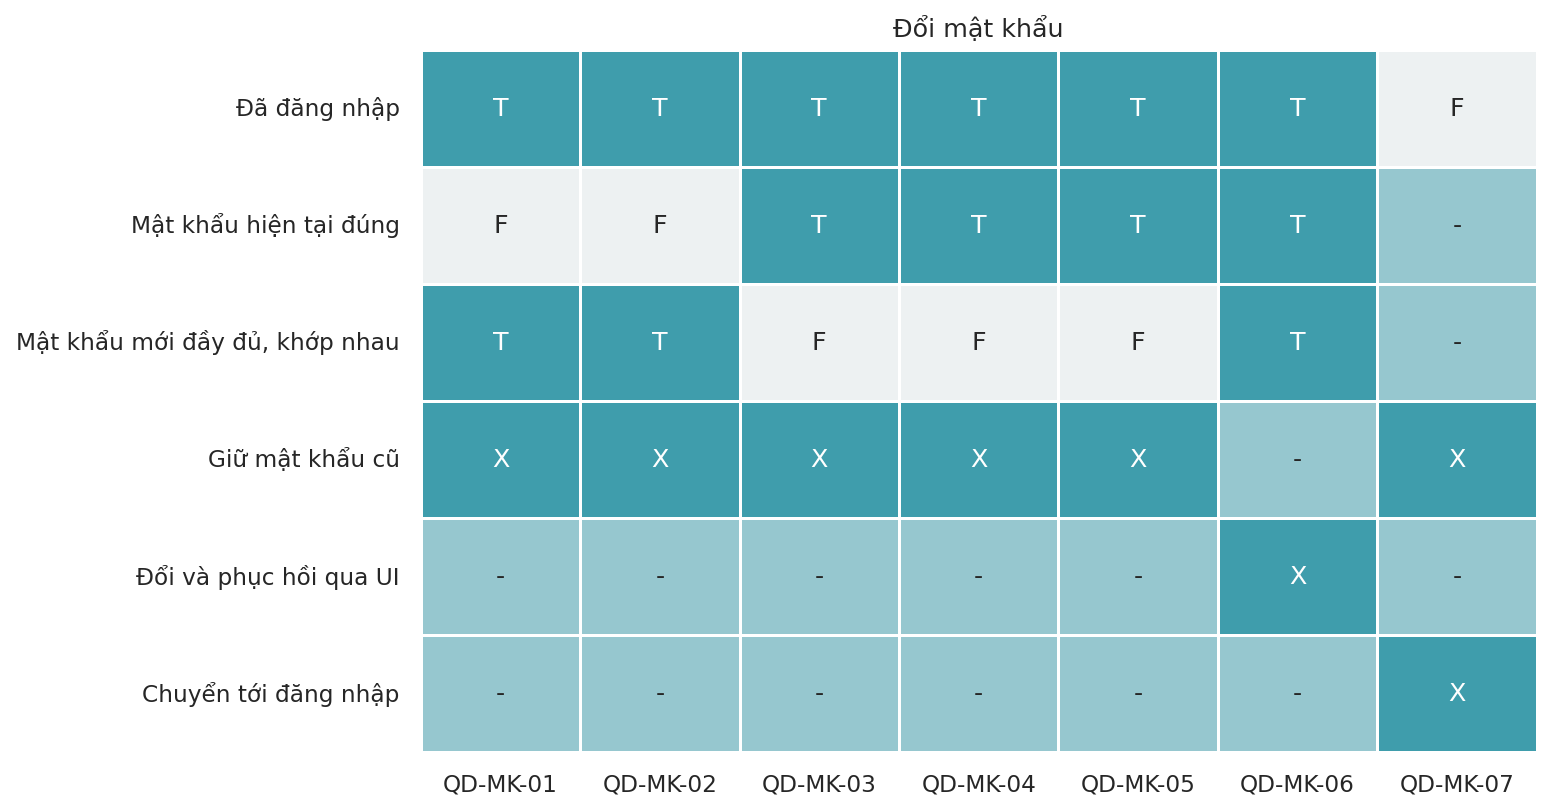 Đổi mật khẩu
Đã đăng nhập T T T T T T F
Mật khẩu hiện tại đúng F F T T T T -
Mật khẩu mới đầy đủ, khớp nhau T T F F F T -
Giữ mật khẩu cũ X X X X X - X
Đổi và phục hồi qua UI - - - - - X -
Chuyển tới đăng nhập - - - - - - X
QD-MK-01 QD-MK-02 QD-MK-03 QD-MK-04 QD-MK-05 QD-MK-06 QD-MK-07